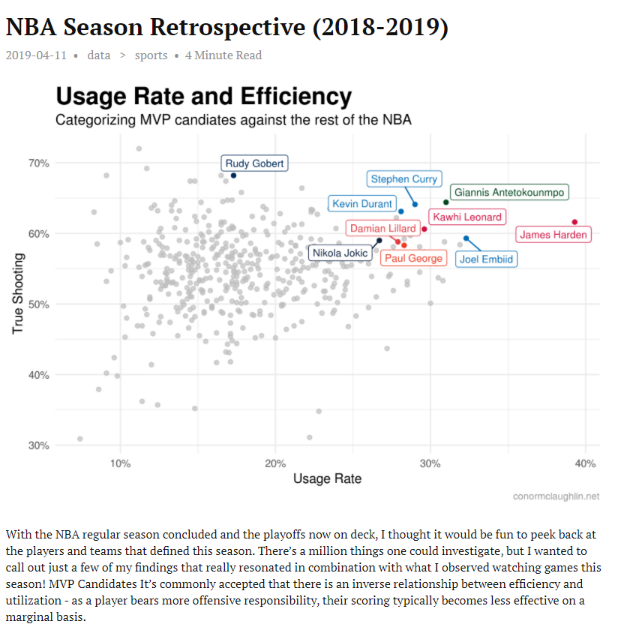 NBA Season Retrospective (2018-2019)
2019-04-11 • data > sports • 4 Minute Read
Usage Rate and Efficiency
Categorizing MVP candiates against the rest of the NBA
70%
60%
50%
40%
30%
True Shooting
Rudy Gobert
Stephen Curry
Giannis Antetokounmpo
Kevin Durant
Kawhi Leonard
Damian Lillard
James Harden
Nikola Jokic
Paul George
Joel Embiid
10%
20%
30%
40%
Usage Rate
conormclaughlin.net
With the NBA regular season concluded and the playoffs now on deck, I thought it would be fun to peek back at
the players and teams that defined this season. There's a million things one could investigate, but I wanted to
call out just a few of my findings that really resonated in combination with what I observed watching games this
season! MVP Candidates It's commonly accepted that there is an inverse relationship between efficiency and
utilization - as a player bears more offensive responsibility, their scoring typically becomes less effective on a
marginal basis.